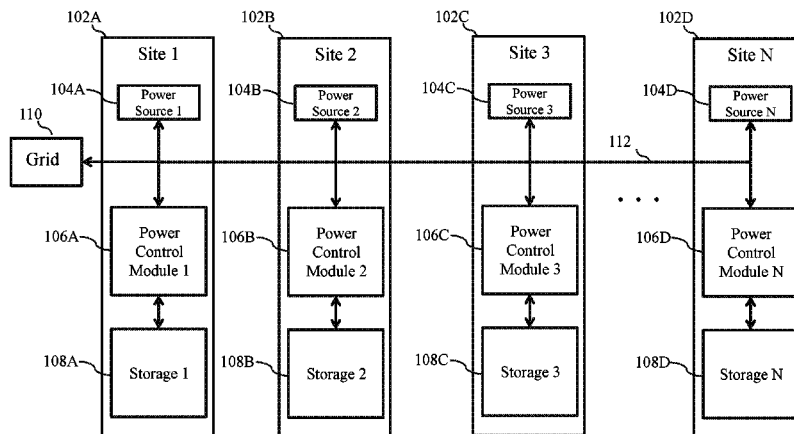 102A
102B
102C
102D
Site 1
Site 2
Site 3
Site N
104A
Power
Source 1
104B
Power
Source 2
104C
Power
Source 3
104D
Power
Source N
110
Grid
112
. . .
106A
Power
Control
Module 1
106B
Power
Control
Module 2
106C
Power
Control
Module 3
106D
Power
Control
Module N
108A
Storage 1
108B
Storage 2
108C
Storage 3
108D
Storage N